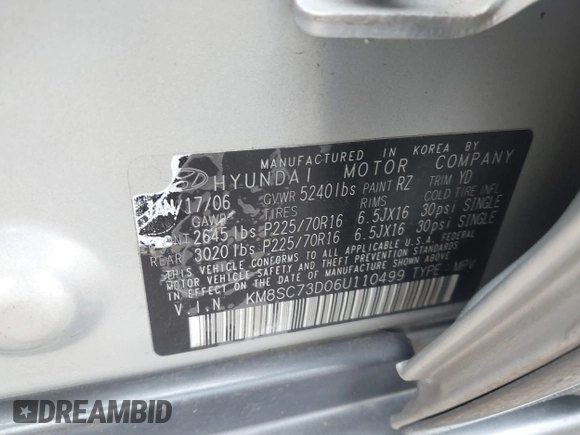 MANUFACTURED IN KOREA BY
HYUNDAI MOTOR COMPANY
JAN/17/06 GVWR 5240lbs PAINT RZ TRIM YD
GAWR TIRES RIMS COLD TIRE INFL
2645 lbs P225/70R16 6.5JX16 30psi SINGLE
REAR 3020 lbs P225/70R16 6.5JX16 30psi SINGLE
THIS VEHICLE CONFORMS TO ALL APPLICABLE U.S. FEDERAL
MOTOR VEHICLE SAFETY, BUMPER, AND THEFT PREVENTION STANDARDS
IN EFFECT ON THE DATE OF MANUFACTURE SHOWN ABOVE.
V.I.N. KM8SC73D06U110499 TYPE: MPV
DREAMBID